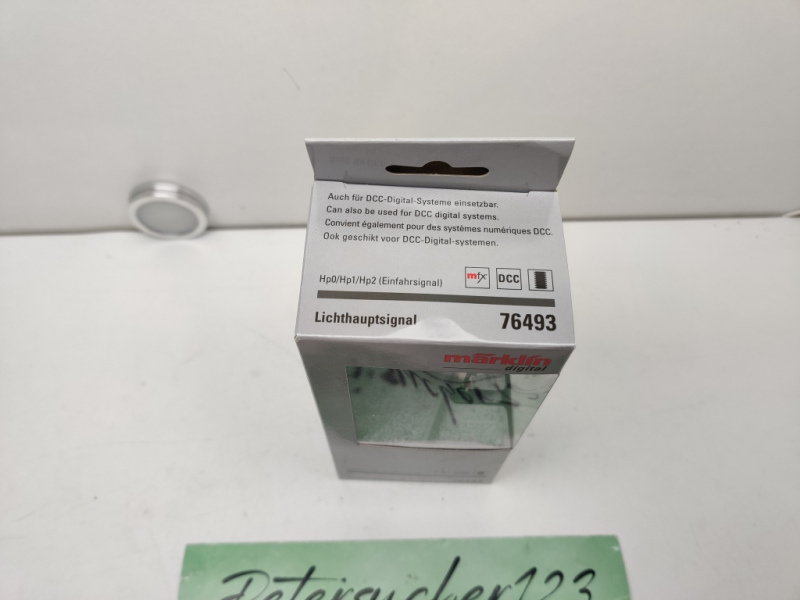 Auch für DCC-Digital-Systeme einsetzbar.
Can also be used for DCC digital systems.
Convient également pour des systèmes numériques DCC.
Ook geschikt voor DCC-Digital-systemen.
Hp0/Hp1/Hp2 (Einfahrsignal) mfx DCC
Lichthauptsignal 76493
märklin
digital
Petersucher123